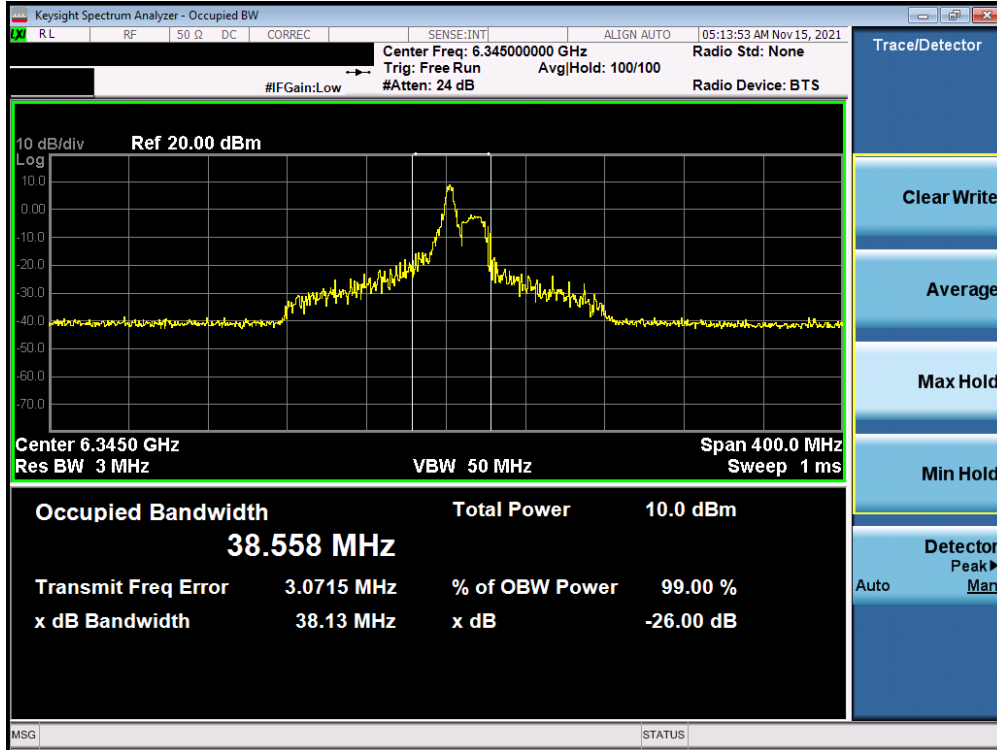 Keysight Spectrum Analyzer - Occupied BW
LXI RL RF 50 Ω DC CORREC SENSE:INT ALIGN AUTO 05:13:53 AM Nov 15, 2021
Center Freq: 6.345000000 GHz Radio Std: None
Trig: Free Run Avg|Hold: 100/100
#IFGain:Low #Atten: 24 dB Radio Device: BTS
Trace/Detector
10 dB/div Ref 20.00 dBm
Log
10.0
0.00
-10.0
-20.0
-30.0
-40.0
-50.0
-60.0
-70.0
Center 6.3450 GHz Span 400.0 MHz
Res BW 3 MHz VBW 50 MHz Sweep 1 ms
Occupied Bandwidth Total Power 10.0 dBm
38.558 MHz
Transmit Freq Error 3.0715 MHz % of OBW Power 99.00 %
x dB Bandwidth 38.13 MHz x dB -26.00 dB
Clear Write
Average
Max Hold
Min Hold
Detector
Peak▶
Auto Man
MSG STATUS